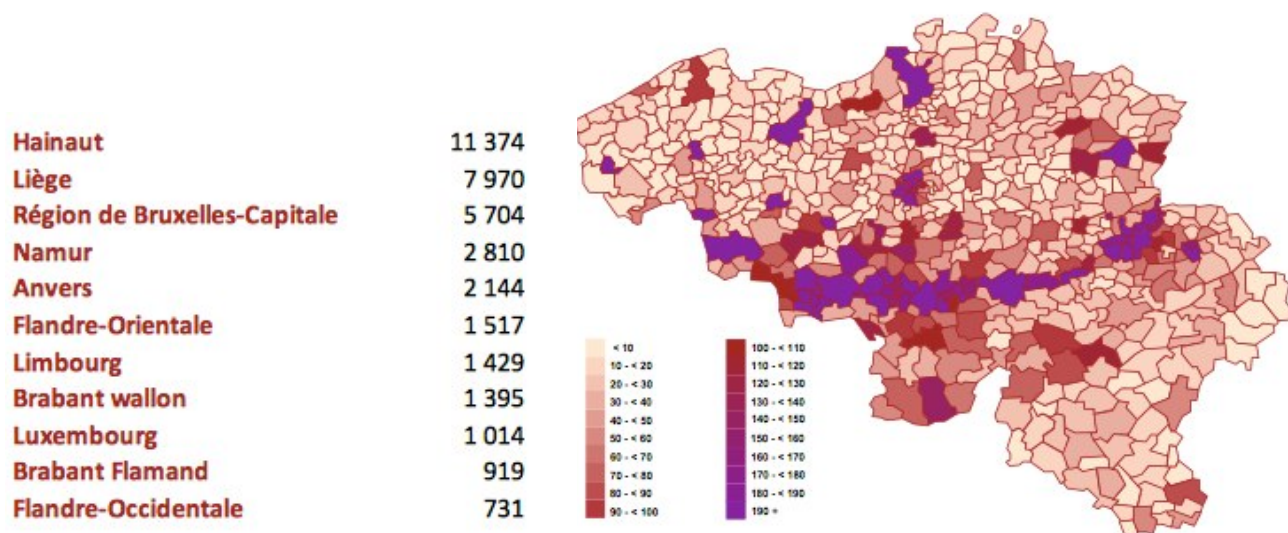 Hainaut 11 374
Liège 7 970
Région de Bruxelles-Capitale 5 704
Namur 2 810
Anvers 2 144
Flandre-Orientale 1 517
Limbourg 1 429
Brabant wallon 1 395
Luxembourg 1 014
Brabant Flamand 919
Flandre-Occidentale 731
< 10
10 - < 20
20 - < 30
30 - < 40
40 - < 50
50 - < 60
60 - < 70
70 - < 80
80 - < 90
90 - < 100
100 - < 110
110 - < 120
120 - < 130
130 - < 140
140 - < 150
150 - < 160
160 - < 170
170 - < 180
180 - < 190
190 +